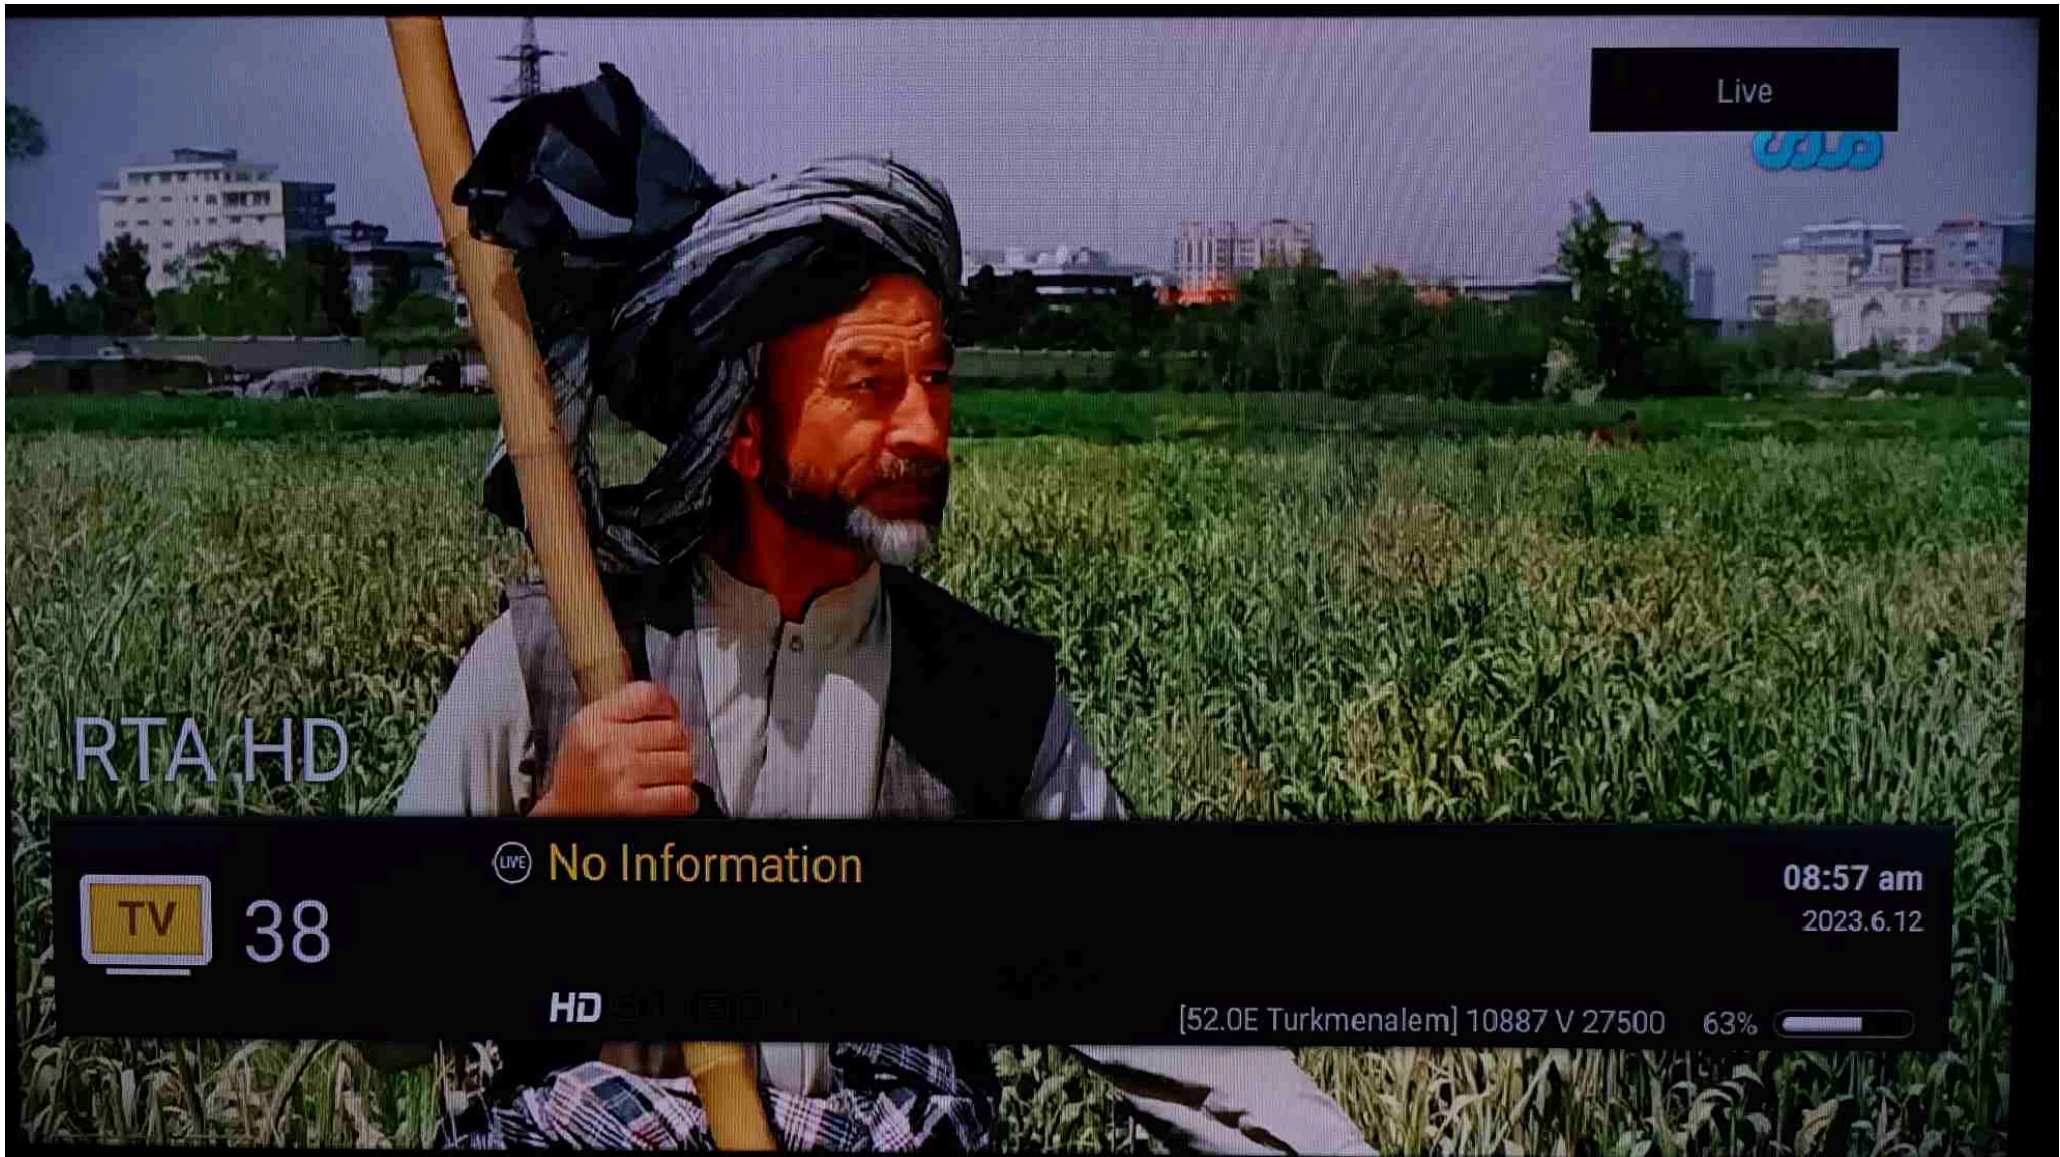 Live
RTA HD
LIVE No Information
TV 38
08:57 am
2023.6.12
HD
[52.0E Turkmenalem] 10887 V 27500 63%